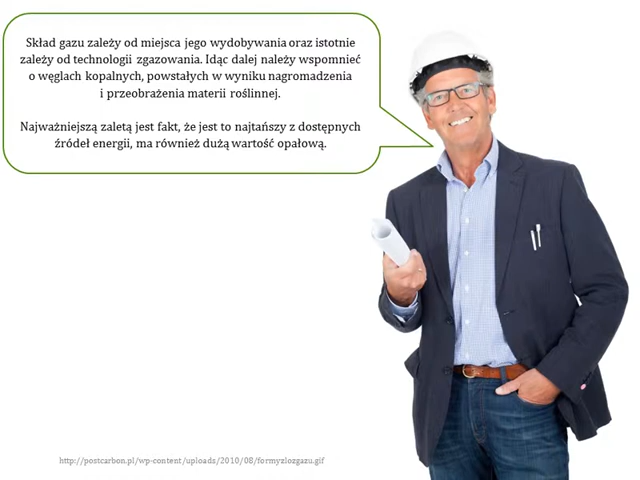 Skład gazu zależy od miejsca jego wydobywania oraz istotnie
zależy od technologii zgazowania. Idąc dalej należy wspomnieć
o węglach kopalnych, powstałych w wyniku nagromadzenia
i przeobrażenia materii roślinnej.
Najważniejszą zaletą jest fakt, że jest to najtańszy z dostępnych
źródeł energii, ma również dużą wartość opałową.
http://postcarbon.pl/wp-content/uploads/2010/08/formyzlozgazu.gif